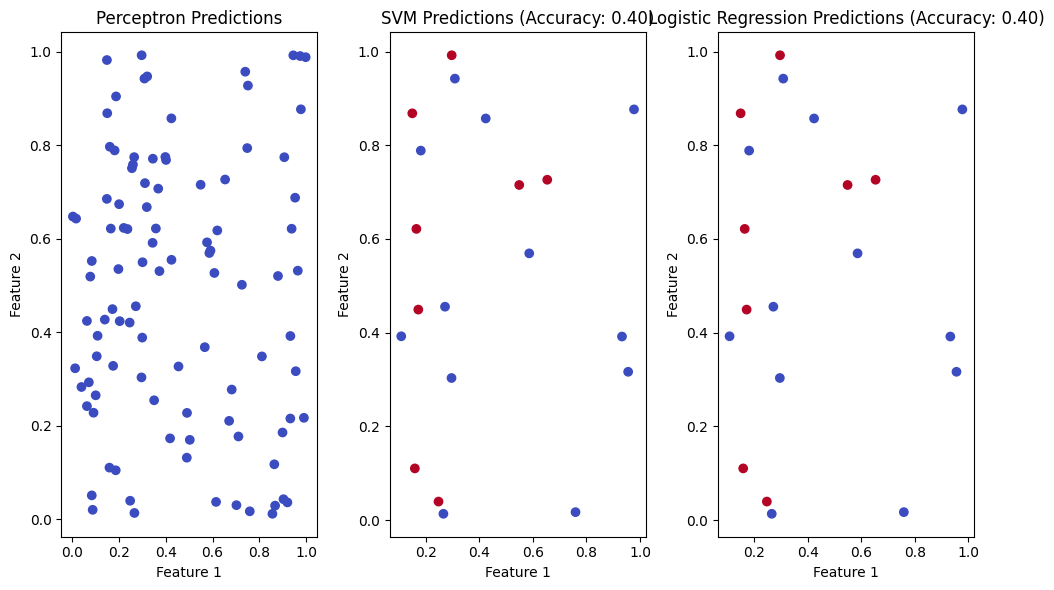 Perceptron Predictions
SVM Predictions (Accuracy: 0.40)
Logistic Regression Predictions (Accuracy: 0.40)
Feature 2
1.0
0.8
0.6
0.4
0.2
0.0
0.0 0.2 0.4 0.6 0.8 1.0
Feature 1
Feature 2
1.0
0.8
0.6
0.4
0.2
0.0
0.2 0.4 0.6 0.8 1.0
Feature 1
Feature 2
1.0
0.8
0.6
0.4
0.2
0.0
0.2 0.4 0.6 0.8 1.0
Feature 1